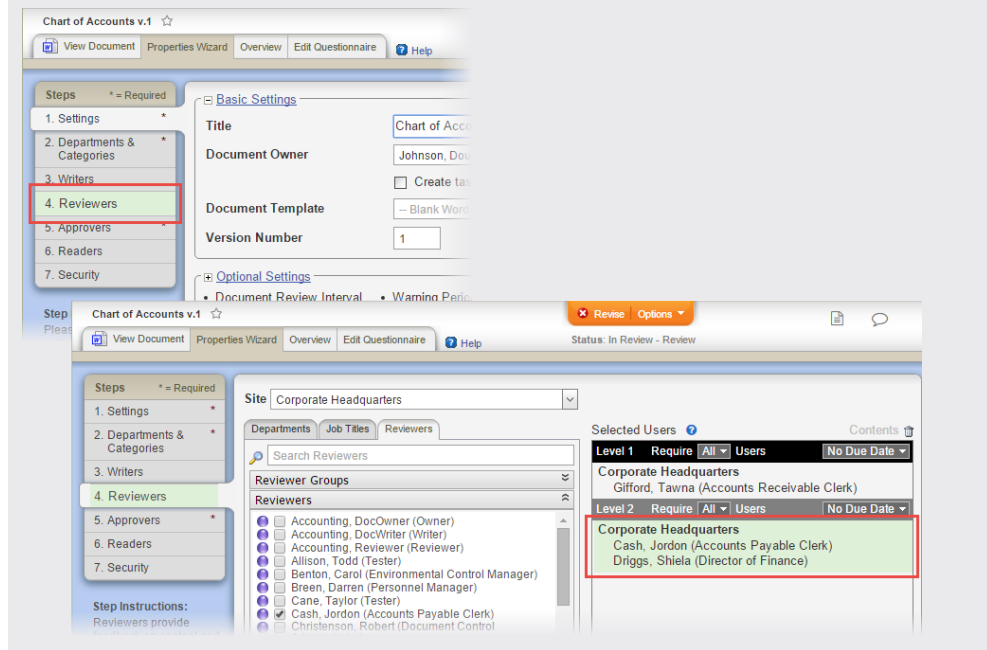 Chart of Accounts v.1
View Document Properties Wizard Overview Edit Questionnaire Help
Steps * = Required
1. Settings *
2. Departments & Categories *
3. Writers
4. Reviewers
5. Approvers *
6. Readers
7. Security
Basic Settings
Title Chart of Acco
Document Owner Johnson, Dou
Create tas
Document Template -- Blank Word
Version Number 1
Optional Settings
• Document Review Interval • Warning Perio
Step
Pleas
Chart of Accounts v.1
Revise Options
View Document Properties Wizard Overview Edit Questionnaire Help
Status: In Review - Review
Steps * = Required
1. Settings *
2. Departments & Categories *
3. Writers
4. Reviewers
5. Approvers *
6. Readers
7. Security
Step Instructions:
Reviewers provide
Site Corporate Headquarters
Departments Job Titles Reviewers
Search Reviewers
Reviewer Groups
Reviewers
Accounting, DocOwner (Owner)
Accounting, DocWriter (Writer)
Accounting, Reviewer (Reviewer)
Allison, Todd (Tester)
Benton, Carol (Environmental Control Manager)
Breen, Darren (Personnel Manager)
Cane, Taylor (Tester)
Cash, Jordon (Accounts Payable Clerk)
Christenson, Robert (Document Control
Selected Users Contents
Level 1 Require All Users No Due Date
Corporate Headquarters
Gifford, Tawna (Accounts Receivable Clerk)
Level 2 Require All Users No Due Date
Corporate Headquarters
Cash, Jordon (Accounts Payable Clerk)
Driggs, Shiela (Director of Finance)